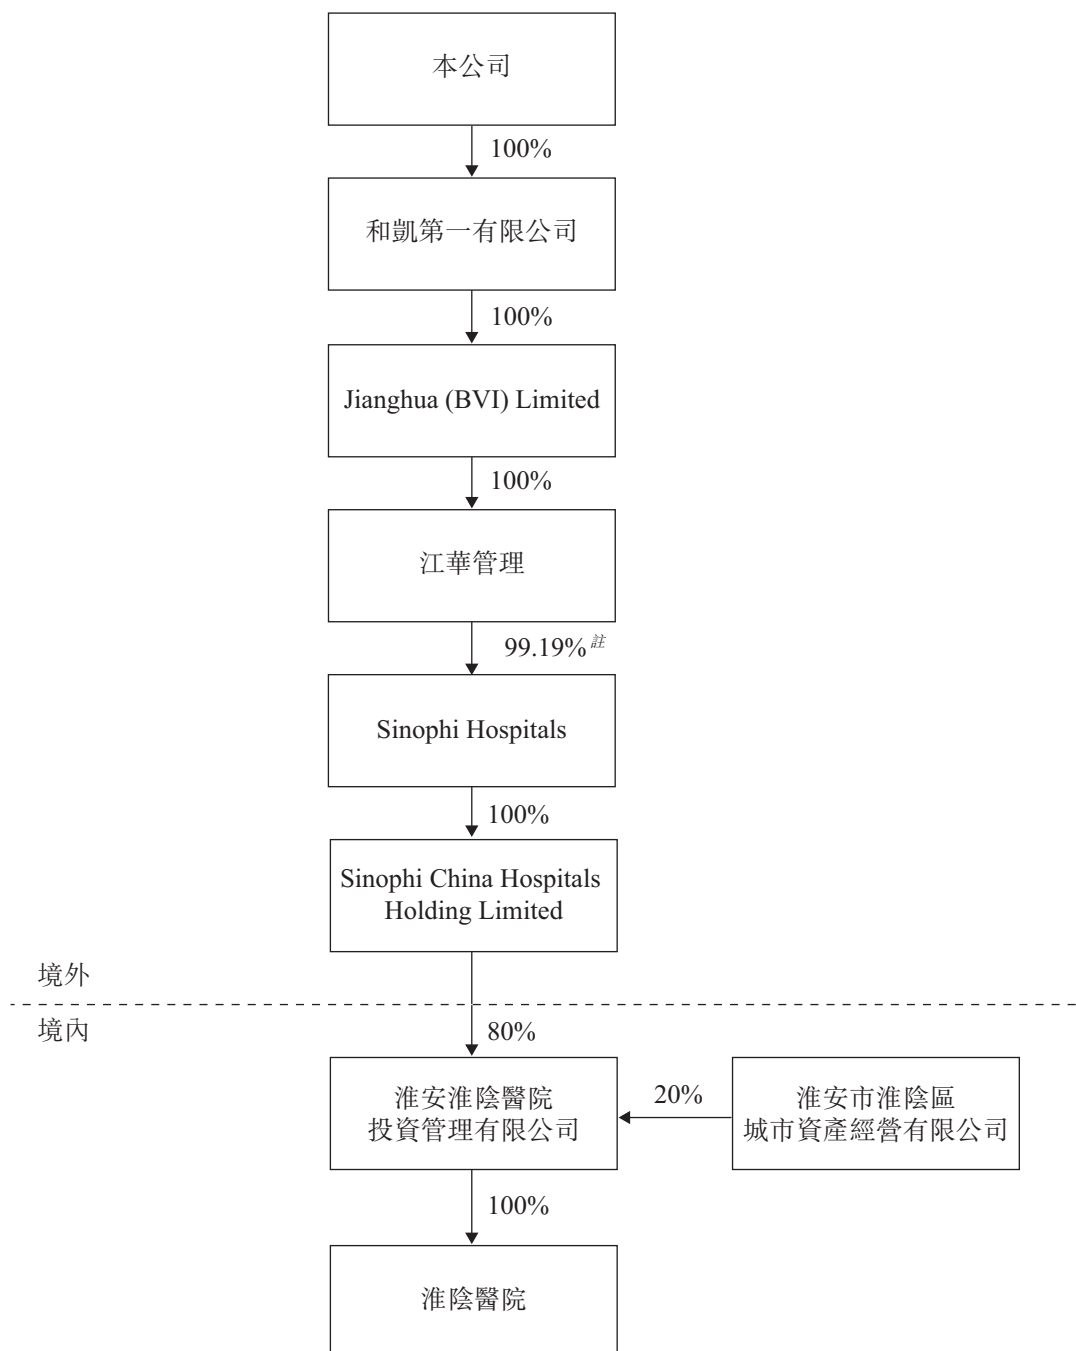 本公司
100%
和凱第一有限公司
100%
Jianghua (BVI) Limited
100%
江華管理
99.19% 註
Sinophi Hospitals
100%
Sinophi China Hospitals
Holding Limited
境外
境內
80%
淮安淮陰醫院
投資管理有限公司
20%
淮安市淮陰區
城市資產經營有限公司
100%
淮陰醫院